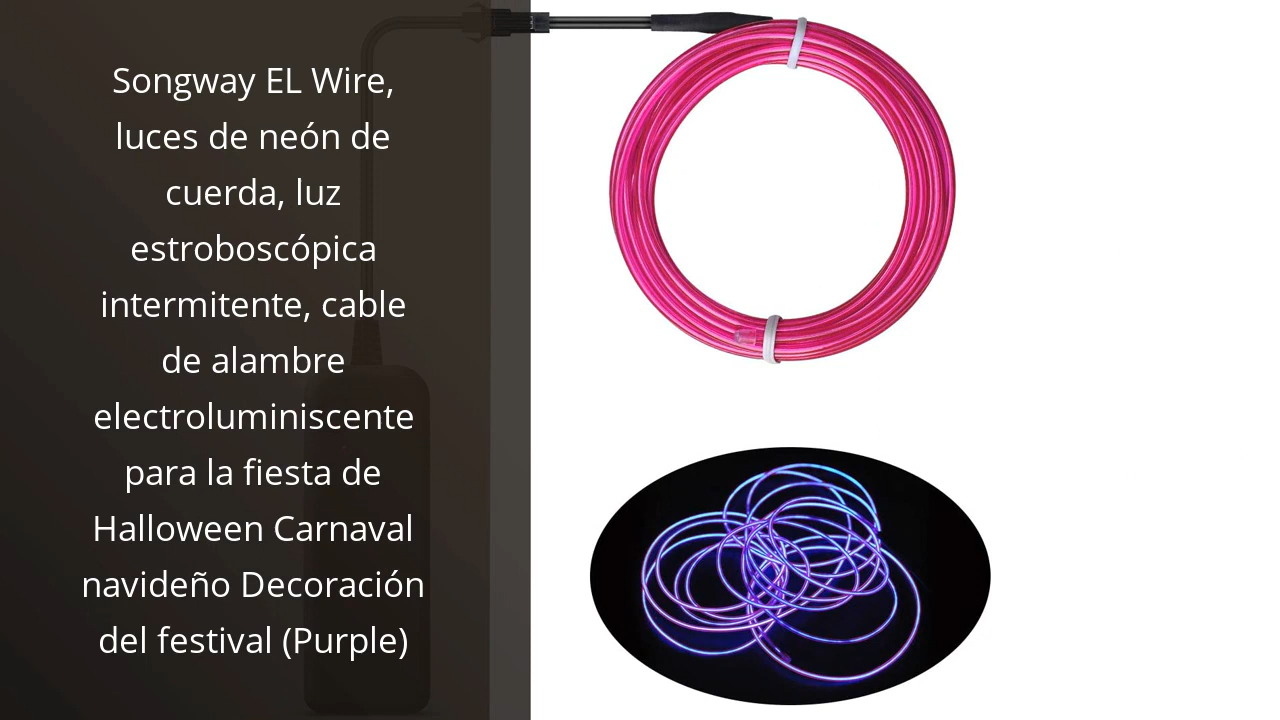 Songway EL Wire,
luces de neón de
cuerda, luz
estroboscópica
intermitente, cable
de alambre
electroluminiscente
para la fiesta de
Halloween Carnaval
navideño Decoración
del festival (Purple)